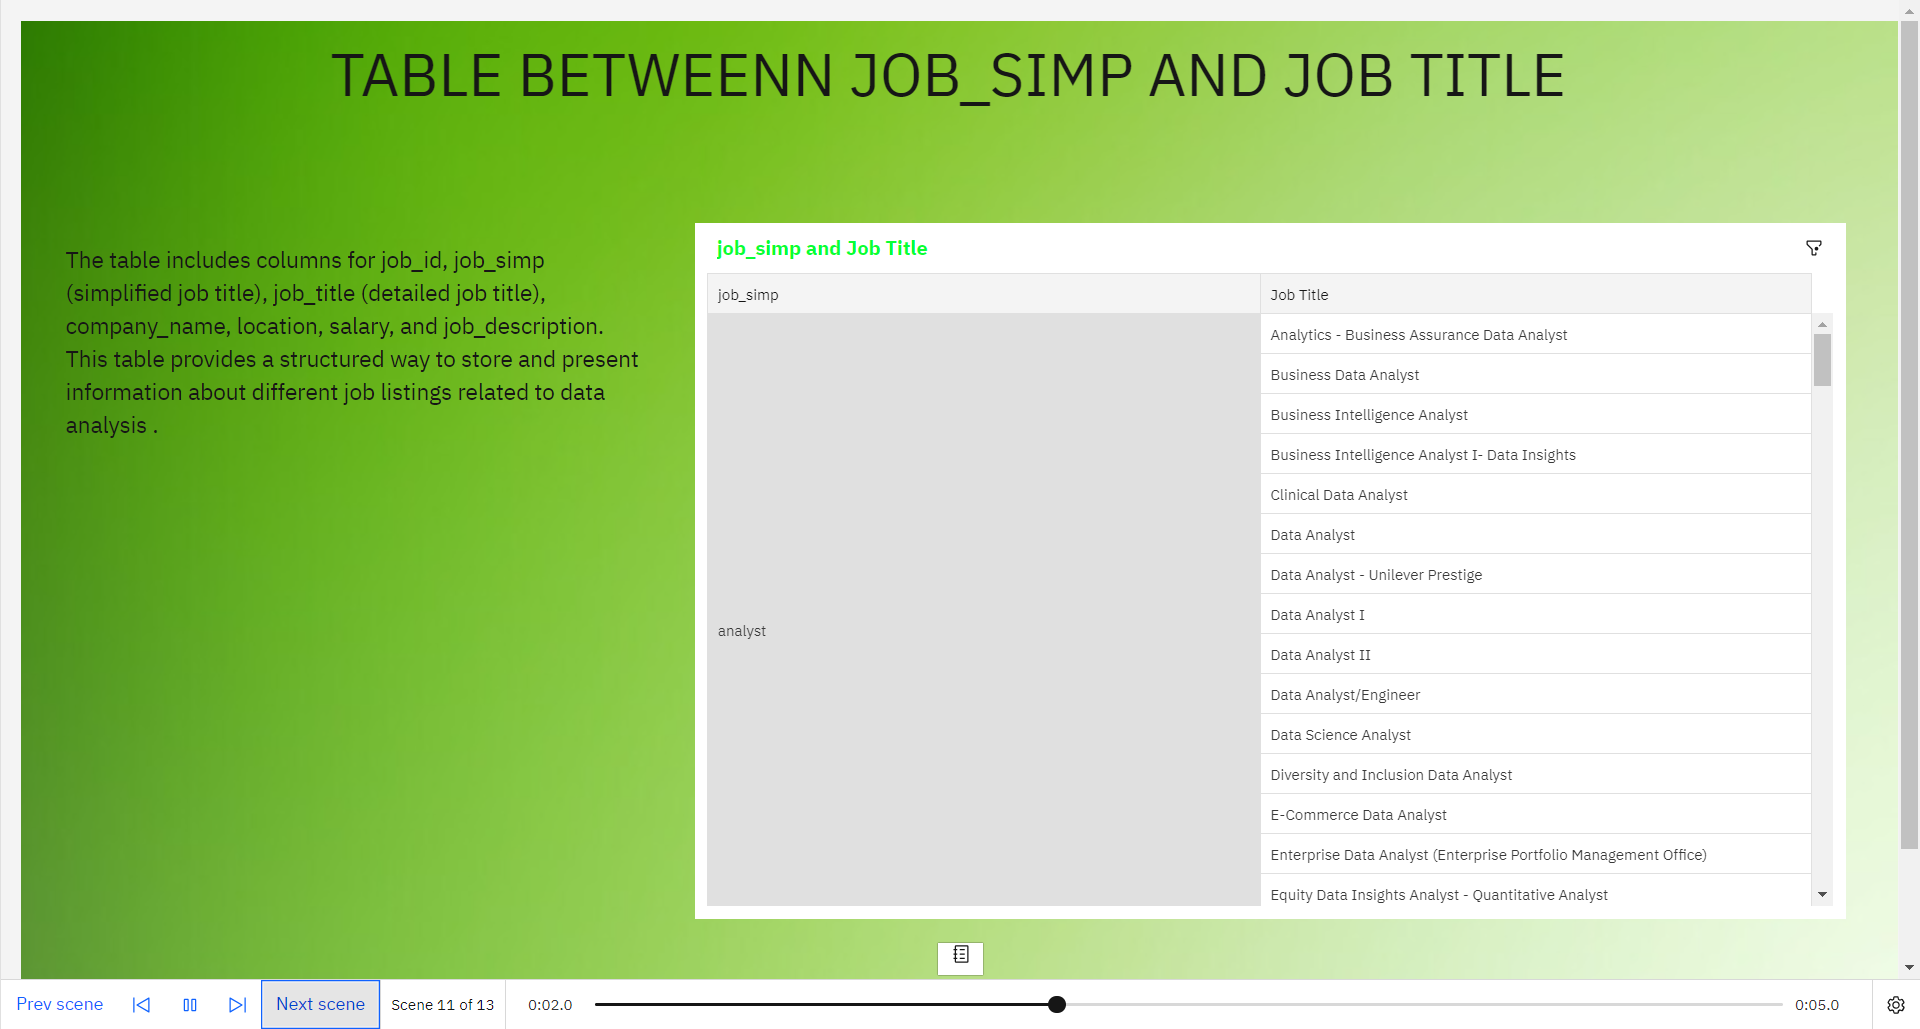 TABLE BETWEENN JOB_SIMP AND JOB TITLE
The table includes columns for job_id, job_simp
(simplified job title), job_title (detailed job title),
company_name, location, salary, and job_description.
This table provides a structured way to store and present
information about different job listings related to data
analysis .
job_simp and Job Title
job_simp
Job Title
analyst
Analytics - Business Assurance Data Analyst
Business Data Analyst
Business Intelligence Analyst
Business Intelligence Analyst I- Data Insights
Clinical Data Analyst
Data Analyst
Data Analyst - Unilever Prestige
Data Analyst I
Data Analyst II
Data Analyst/Engineer
Data Science Analyst
Diversity and Inclusion Data Analyst
E-Commerce Data Analyst
Enterprise Data Analyst (Enterprise Portfolio Management Office)
Equity Data Insights Analyst - Quantitative Analyst
Prev scene
Next scene
Scene 11 of 13
0:02.0
0:05.0